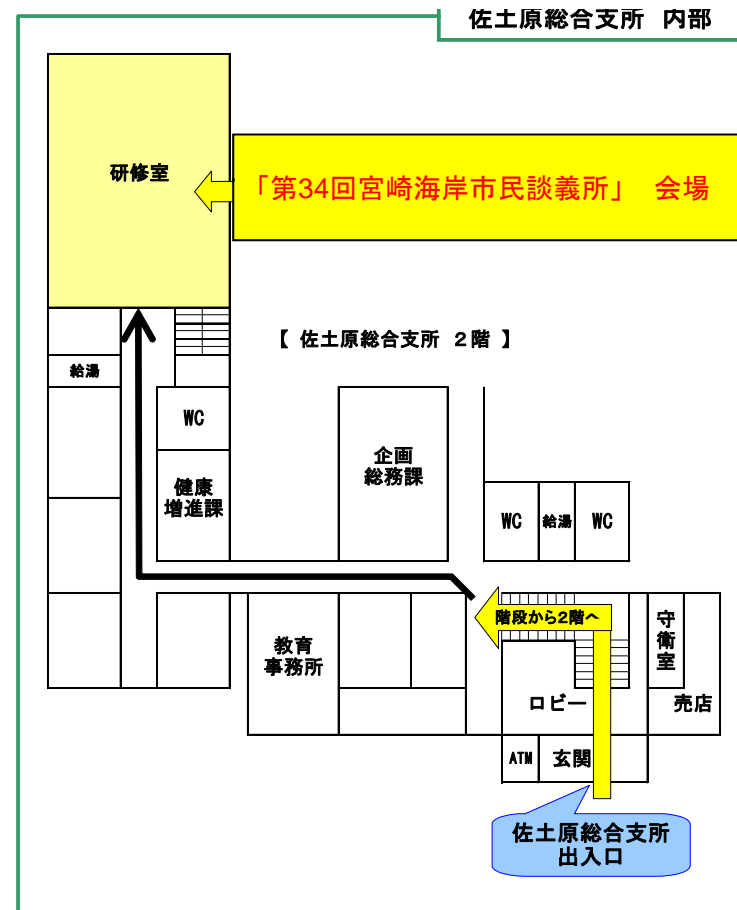 佐土原総合支所 内部
研修室
「第34回宮崎海岸市民談義所」 会場
【 佐土原総合支所 2階 】
給湯
WC
健康
増進課
企画
総務課
WC
給湯
WC
階段から2階へ
教育
事務所
守
衛
室
ロビー
売店
ATM
玄関
佐土原総合支所
出入口